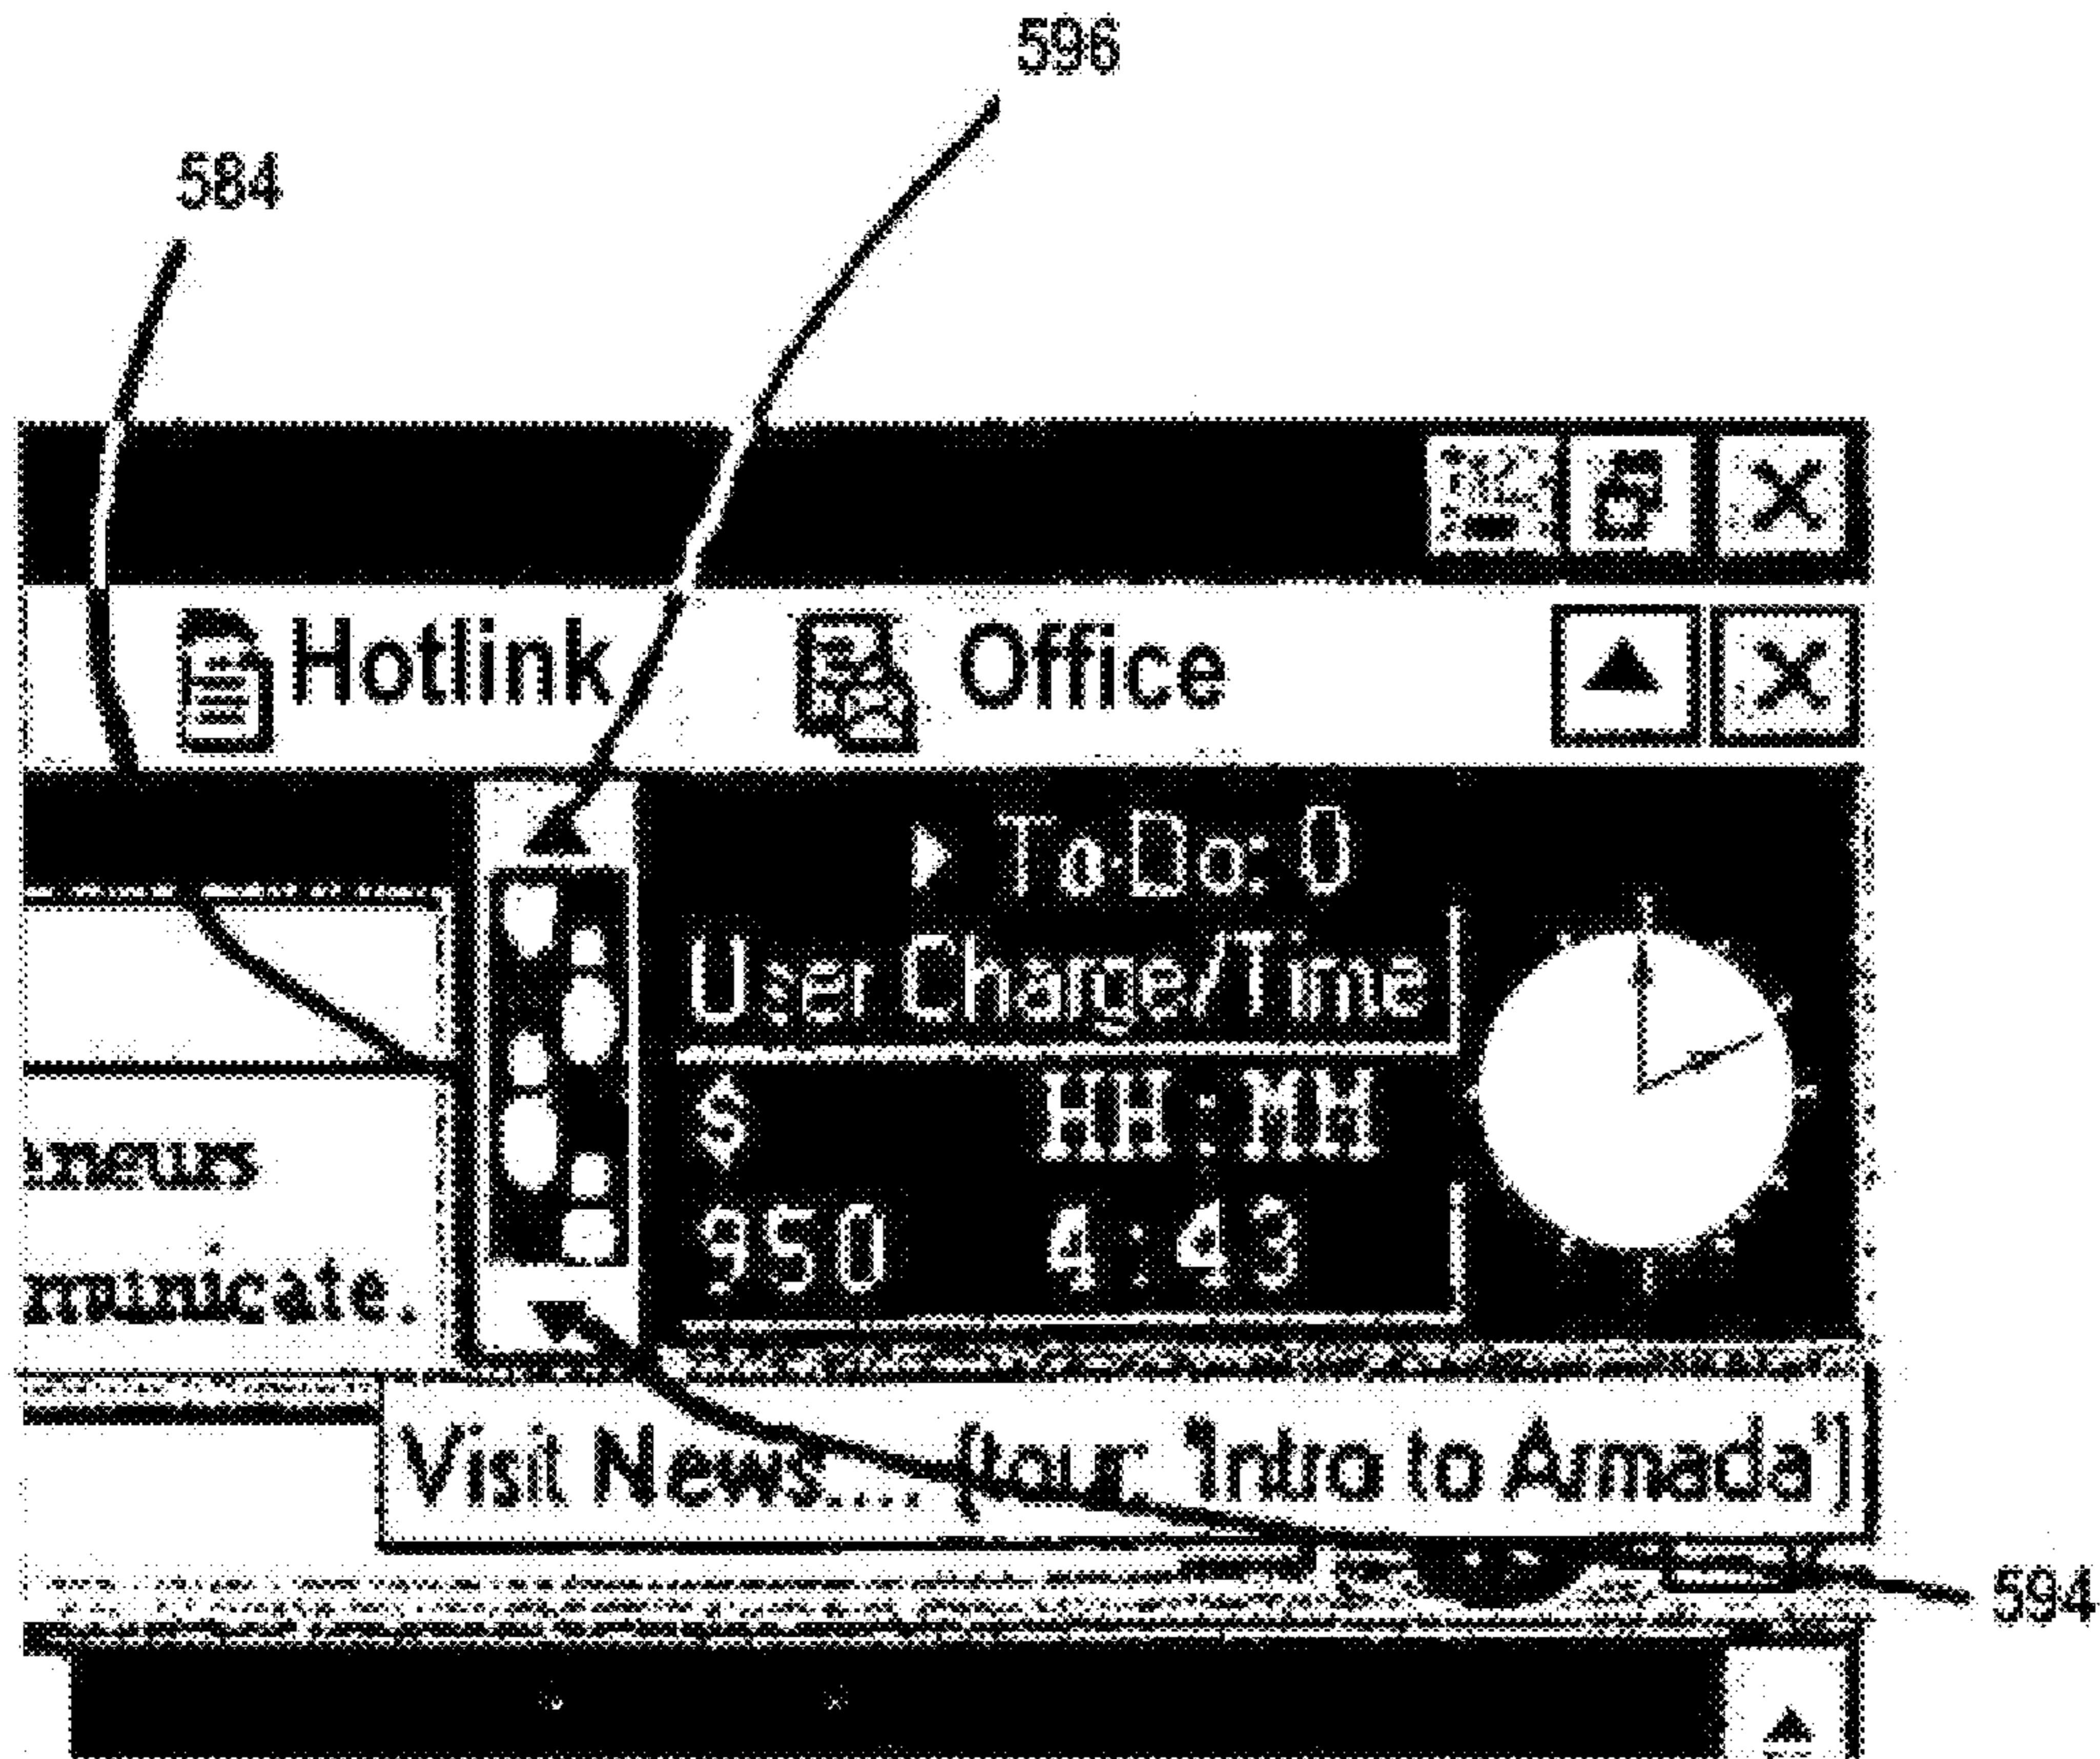 596
584
Hotlink Office
To Do: 0
User Charge/Time
$ HH:MM
neurs
950 4:43
municate.
Visit News.... (tour: 'Intro to Armada')
594